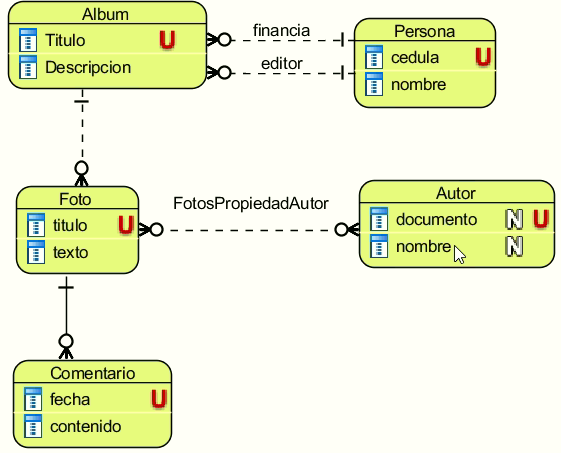 Album
Titulo U
Descripcion
financia
editor
Persona
cedula U
nombre
Foto
titulo U
texto
FotosPropiedadAutor
Autor
documento N U
nombre N
Comentario
fecha U
contenido